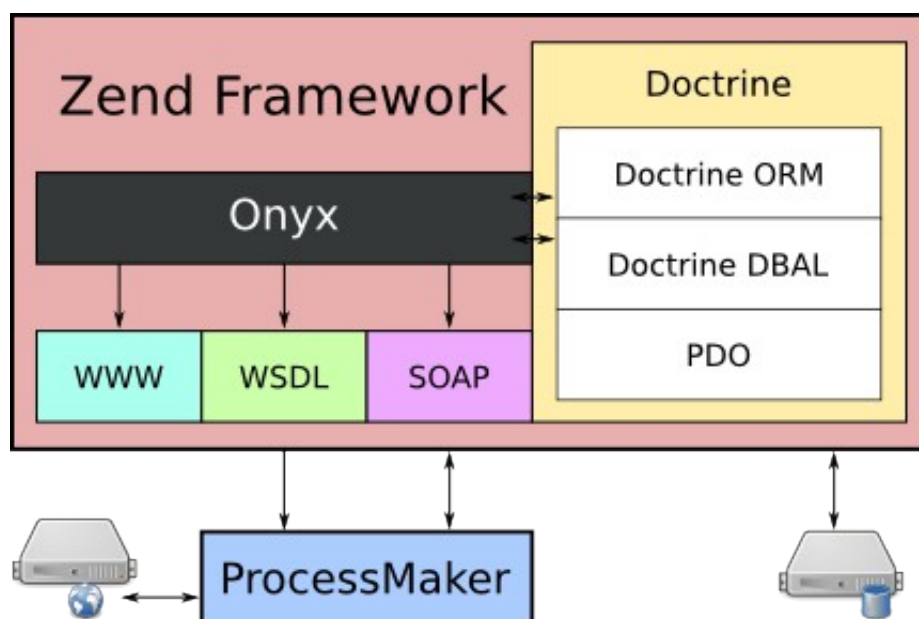 Zend Framework
Doctrine
Doctrine ORM
Onyx
Doctrine DBAL
WWW
WSDL
SOAP
PDO
ProcessMaker